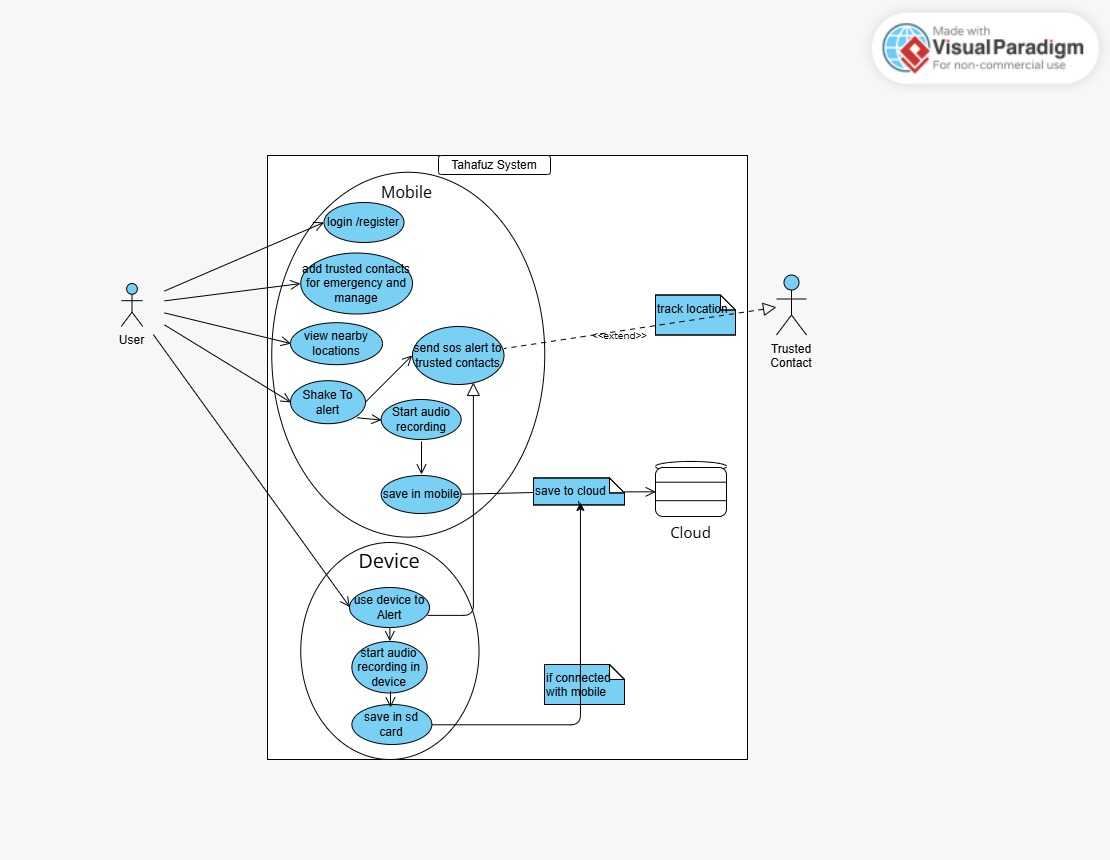 Made with
Visual Paradigm
For non-commercial use
Tahafuz System
Mobile
login /register
add trusted contacts
for emergency and
manage
User
view nearby
locations
send sos alert to
trusted contacts
<<extend>>
track location
Trusted
Contact
Shake To
alert
Start audio
recording
save in mobile
save to cloud
Cloud
Device
use device to
Alert
start audio
recording in
device
save in sd
card
if connected
with mobile